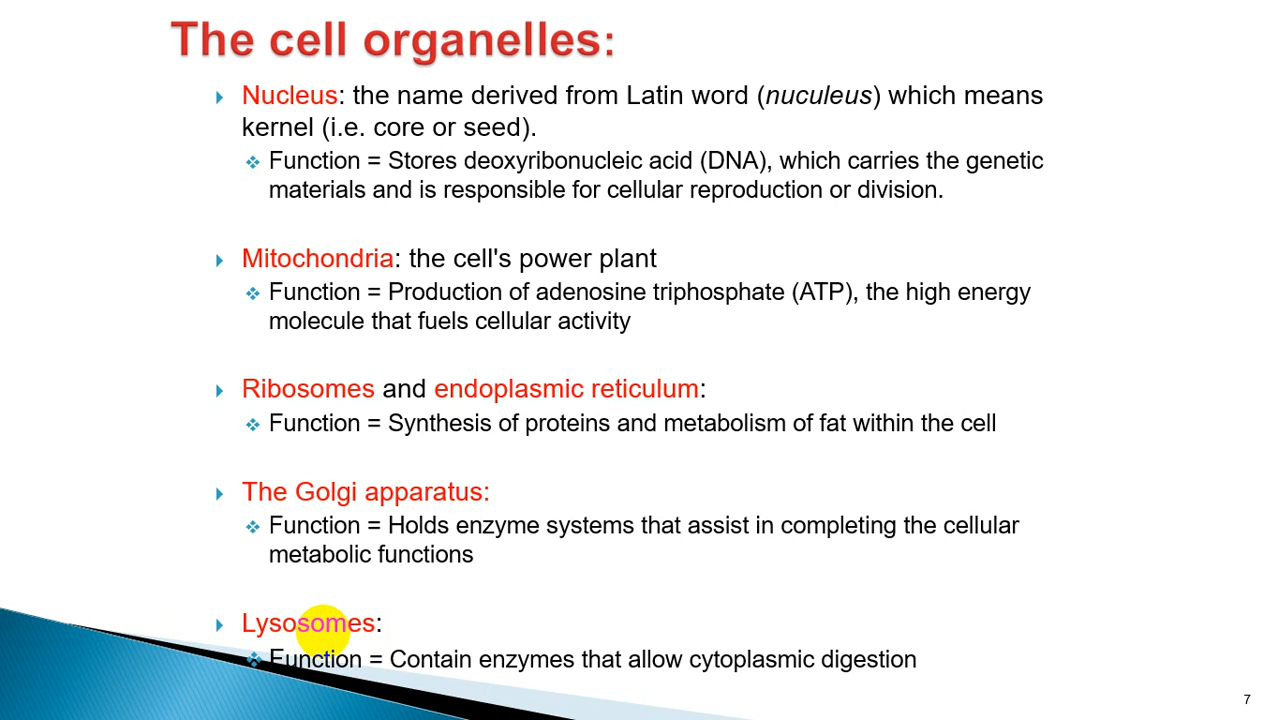 The cell organelles:
Nucleus: the name derived from Latin word (nuculeus) which means
kernel (i.e. core or seed).
Function = Stores deoxyribonucleic acid (DNA), which carries the genetic
materials and is responsible for cellular reproduction or division.
Mitochondria: the cell's power plant
Function = Production of adenosine triphosphate (ATP), the high energy
molecule that fuels cellular activity
Ribosomes and endoplasmic reticulum:
Function = Synthesis of proteins and metabolism of fat within the cell
The Golgi apparatus:
Function = Holds enzyme systems that assist in completing the cellular
metabolic functions
Lysosomes:
Function = Contain enzymes that allow cytoplasmic digestion
7